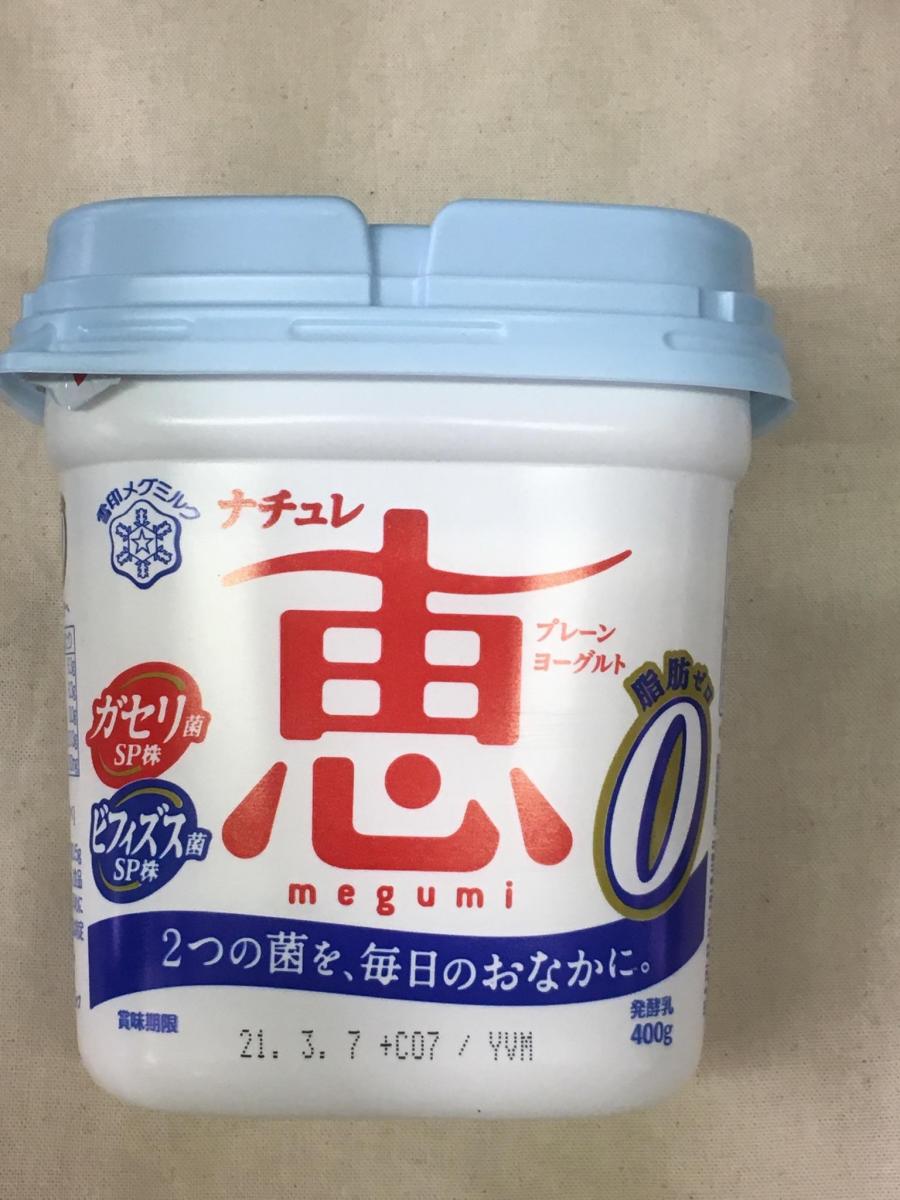 雪印メグミルク
ナチュレ
恵
megumi
プレーン
ヨーグルト
脂肪ゼロ
0
ガセリ菌
SP株
ビフィズス菌
SP株
2つの菌を、毎日のおなかに。
賞味期限
21. 3. 7 +C07 / YVM
発酵乳
400g